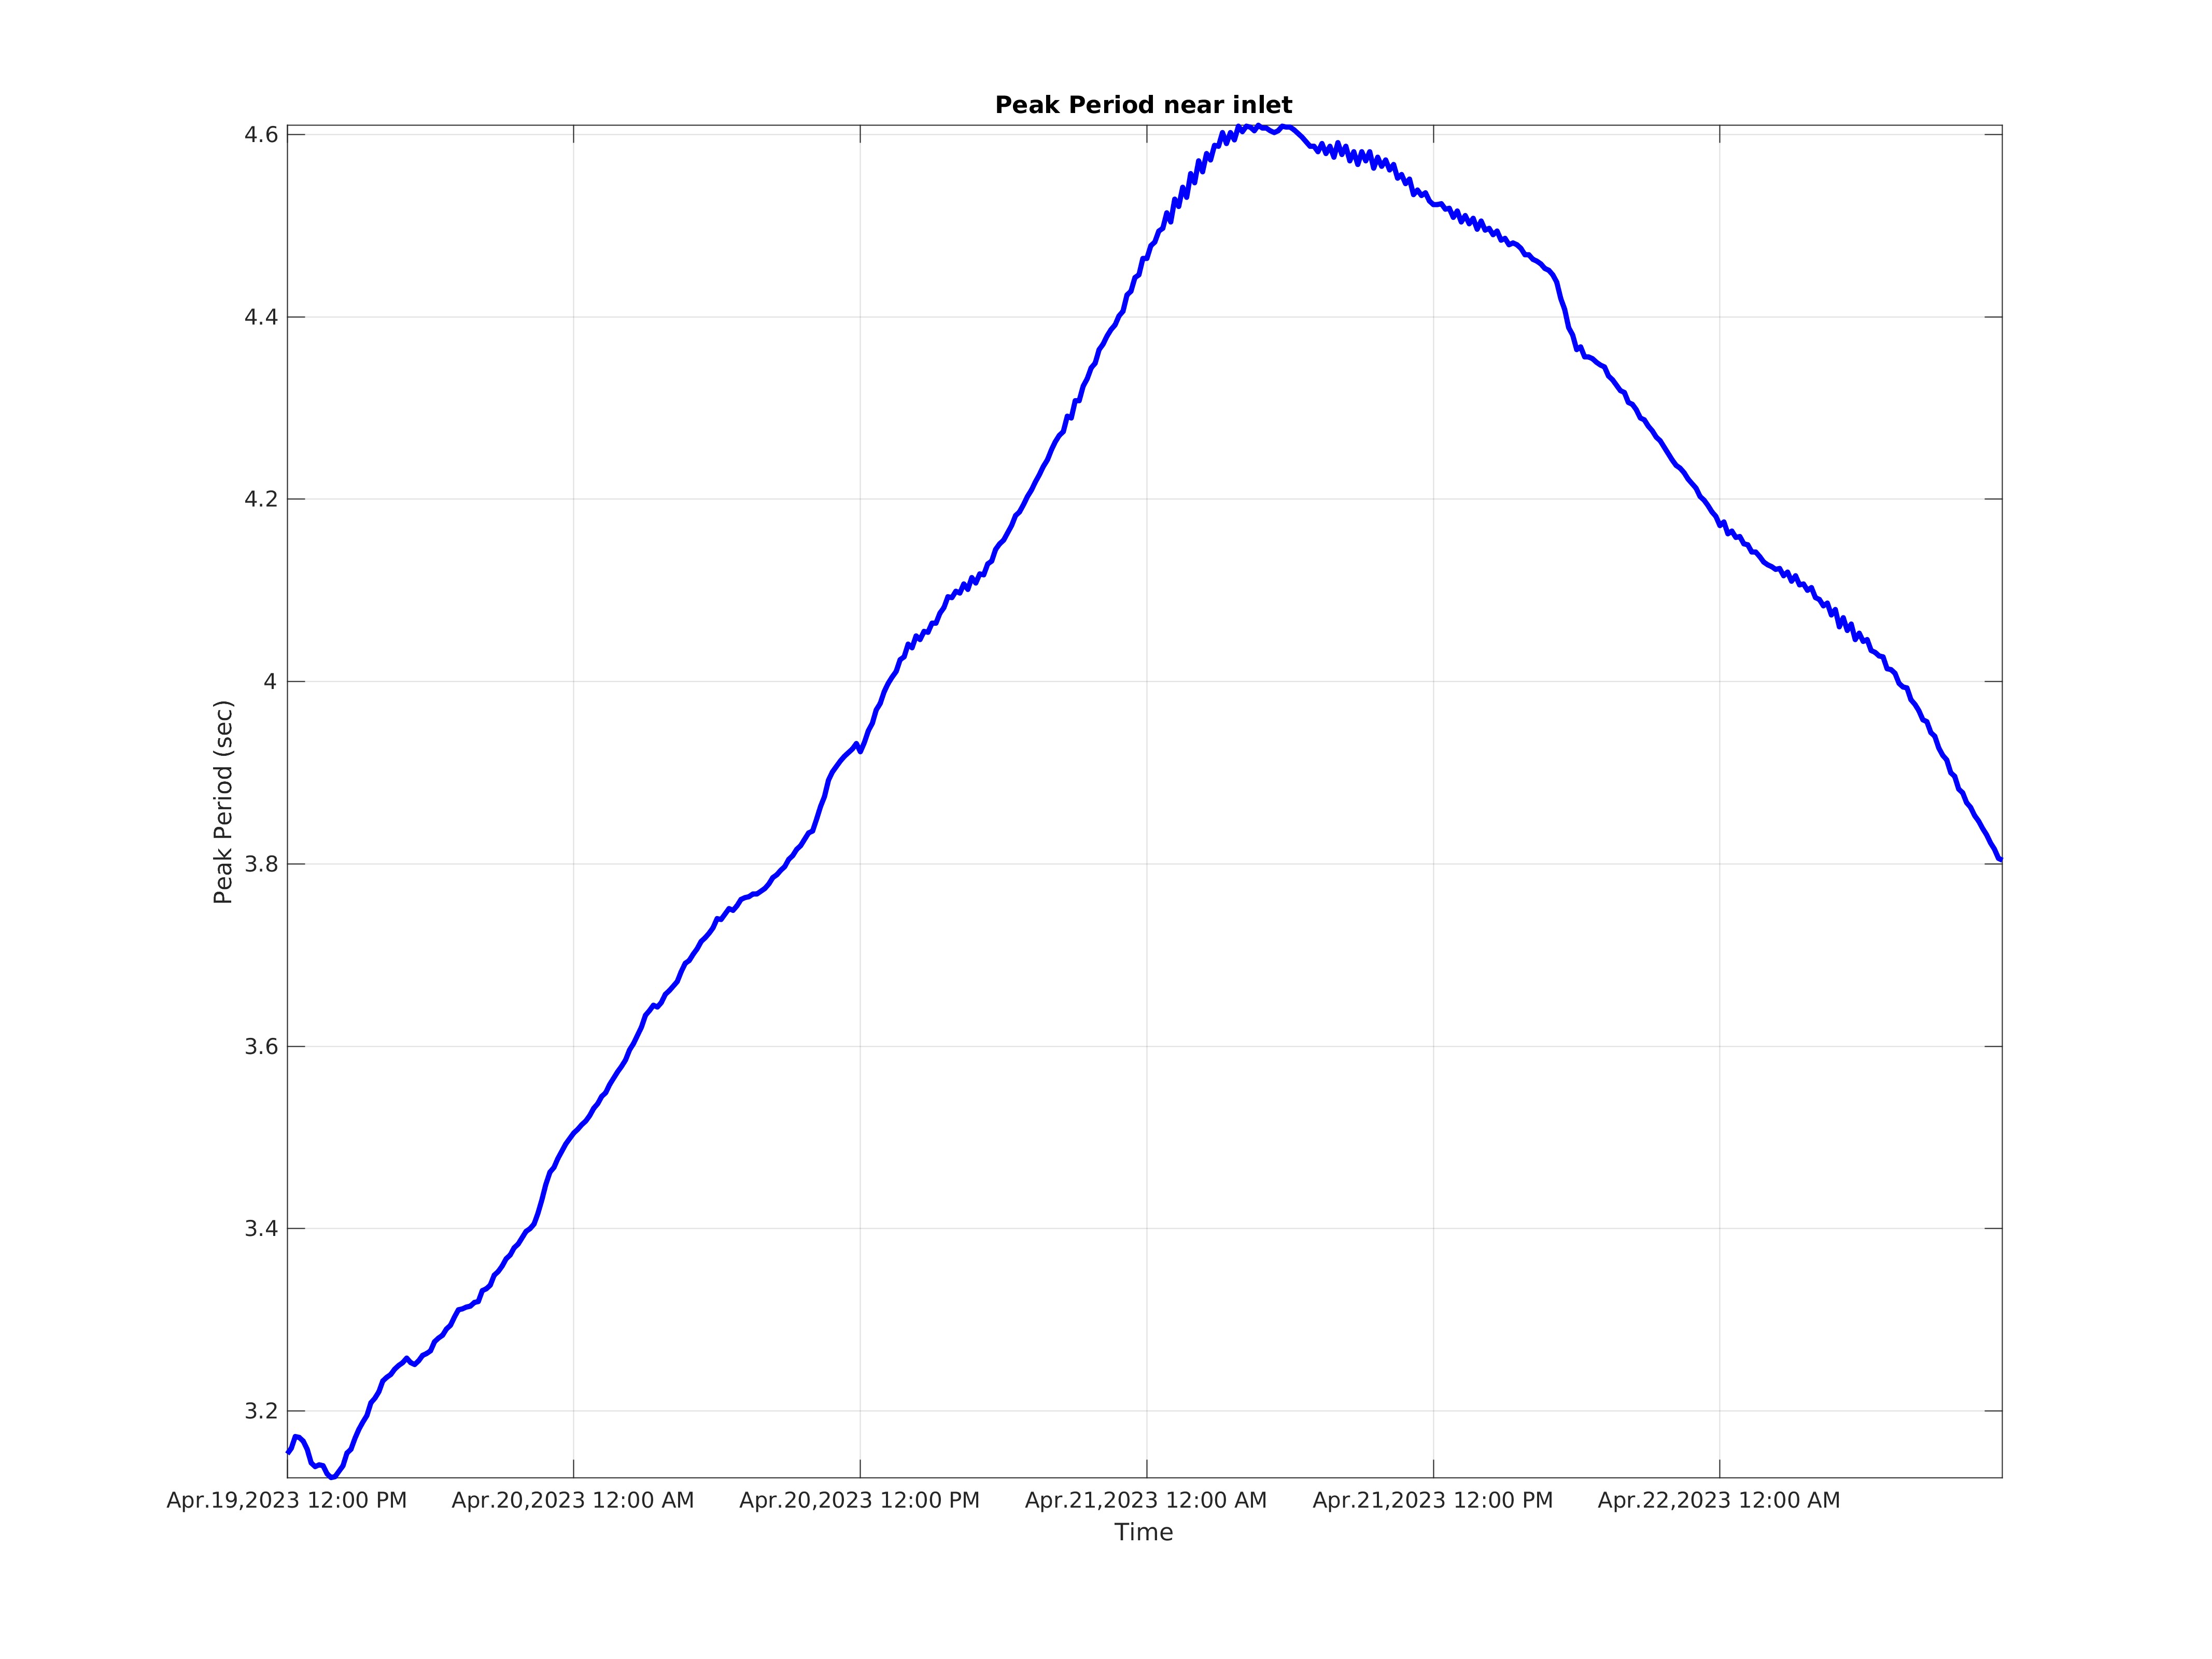 Peak Period near inlet
4.6
4.4
4.2
4
3.8
3.6
3.4
3.2
Peak Period (sec)
Apr.19,2023 12:00 PM Apr.20,2023 12:00 AM Apr.20,2023 12:00 PM Apr.21,2023 12:00 AM Apr.21,2023 12:00 PM Apr.22,2023 12:00 AM
Time